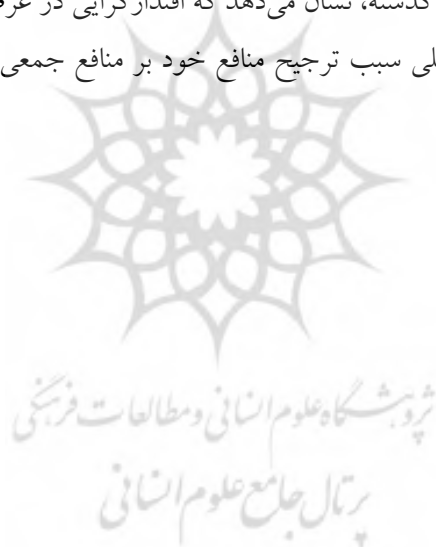 گذشته، نشان می‌دهد که اقتدارگرایی در
لی سبب ترجیح منافع خود بر منافع جمعی
پژوهشگاه علوم انسانی و مطالعات فرهنگی
پرتال جامع علوم انسانی